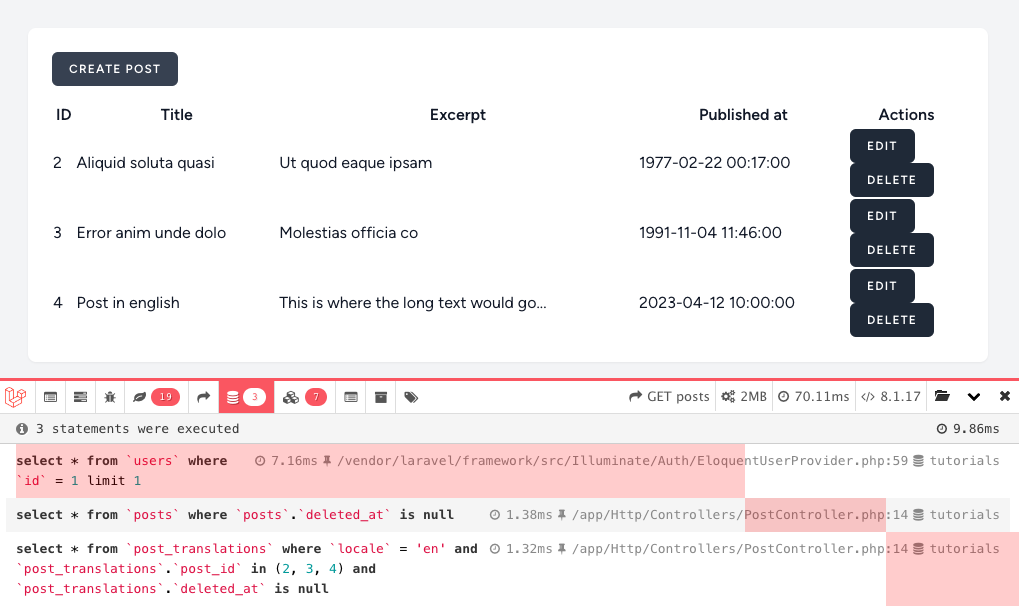 CREATE POST
ID Title Excerpt Published at Actions
2 Aliquid soluta quasi Ut quod eaque ipsam 1977-02-22 00:17:00 EDIT
DELETE
3 Error anim unde dolo Molestias officia co 1991-11-04 11:46:00 EDIT
DELETE
4 Post in english This is where the long text would go... 2023-04-12 10:00:00 EDIT
DELETE
19 3 7 GET posts 2MB 70.11ms 8.1.17
3 statements were executed 9.86ms
select * from `users` where 7.16ms /vendor/laravel/framework/src/Illuminate/Auth/EloquentUserProvider.php:59 tutorials
`id` = 1 limit 1
select * from `posts` where `posts`.`deleted_at` is null 1.38ms /app/Http/Controllers/PostController.php:14 tutorials
select * from `post_translations` where `locale` = 'en' and 1.32ms /app/Http/Controllers/PostController.php:14 tutorials
`post_translations`.`post_id` in (2, 3, 4) and
`post_translations`.`deleted_at` is null